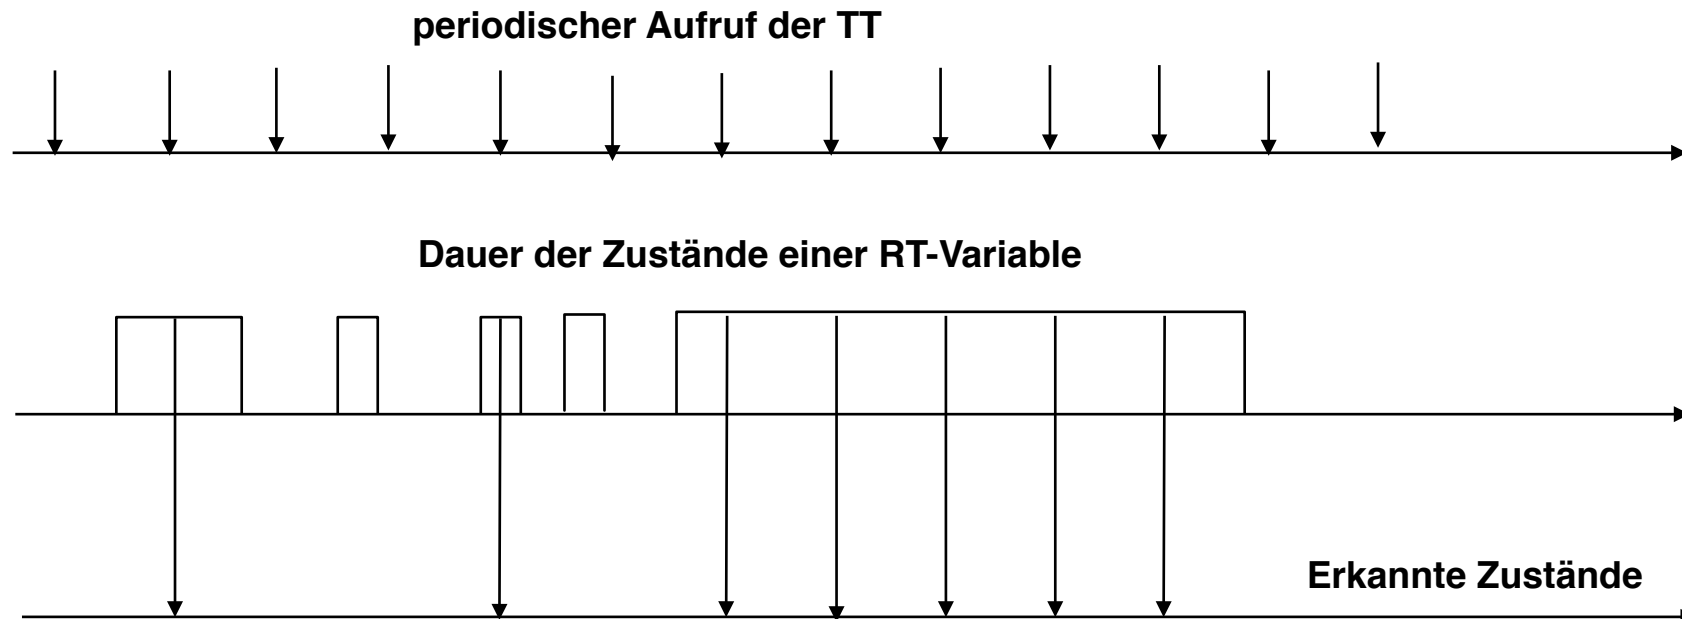 periodischer Aufruf der TT
Dauer der Zustände einer RT-Variable
Erkannte Zustände